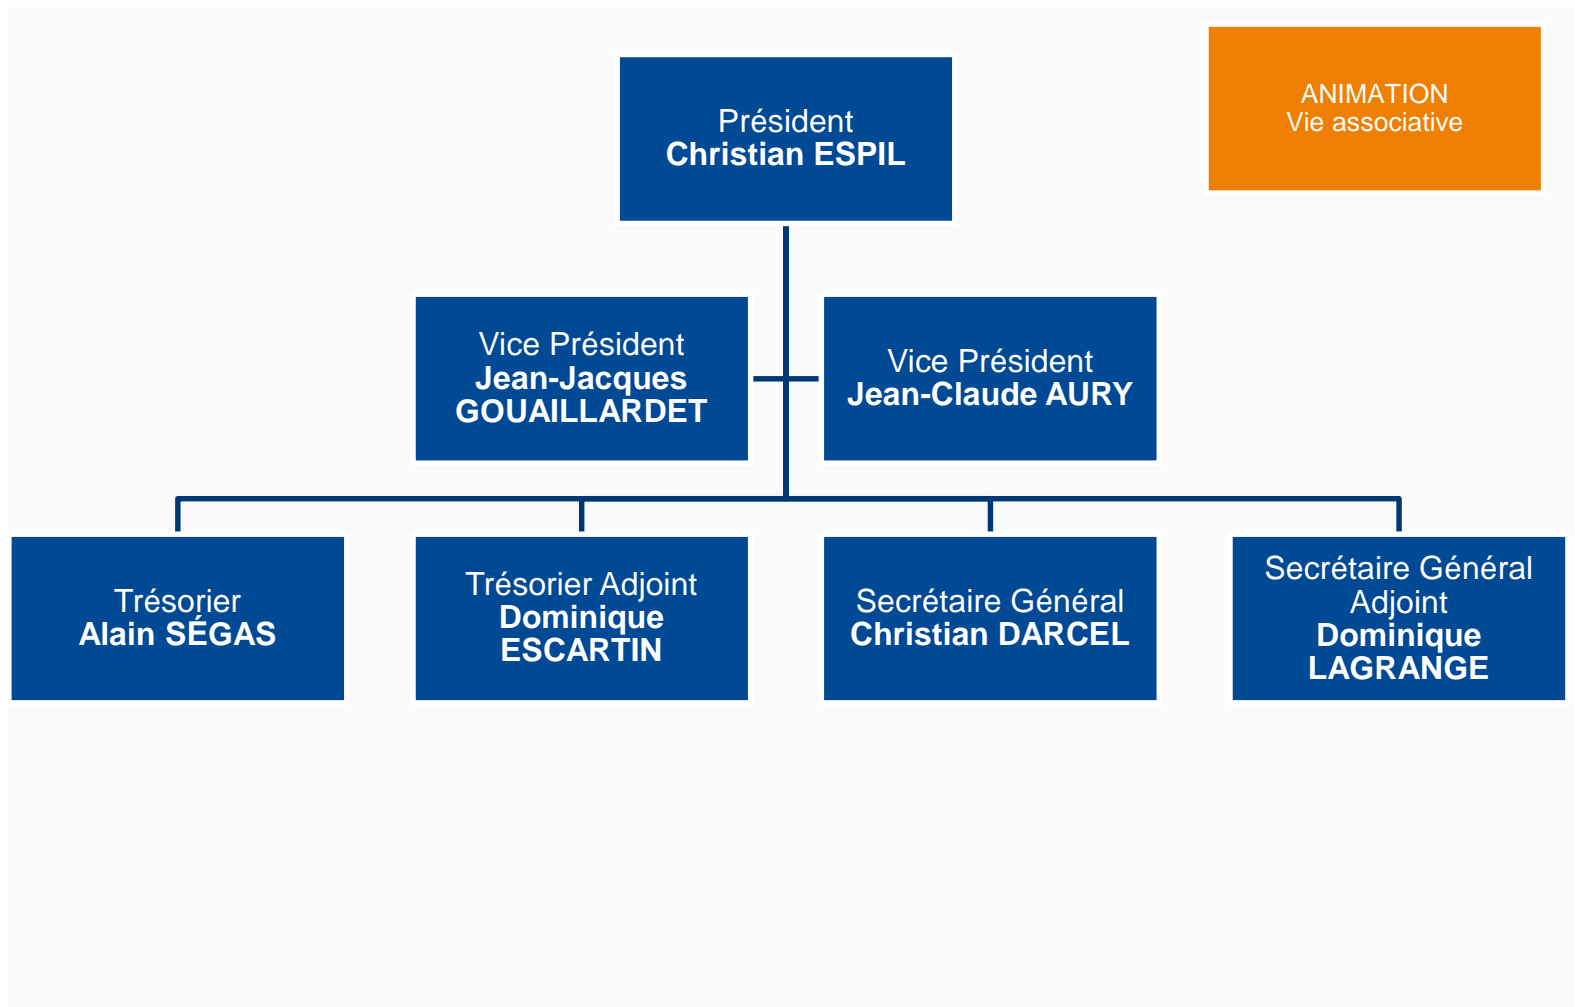 Président
Christian ESPIL
ANIMATION
Vie associative
Vice Président
Jean-Jacques
GOUAILLARDET
Vice Président
Jean-Claude AURY
Trésorier
Alain SÉGAS
Trésorier Adjoint
Dominique
ESCARTIN
Secrétaire Général
Christian DARCEL
Secrétaire Général
Adjoint
Dominique
LAGRANGE